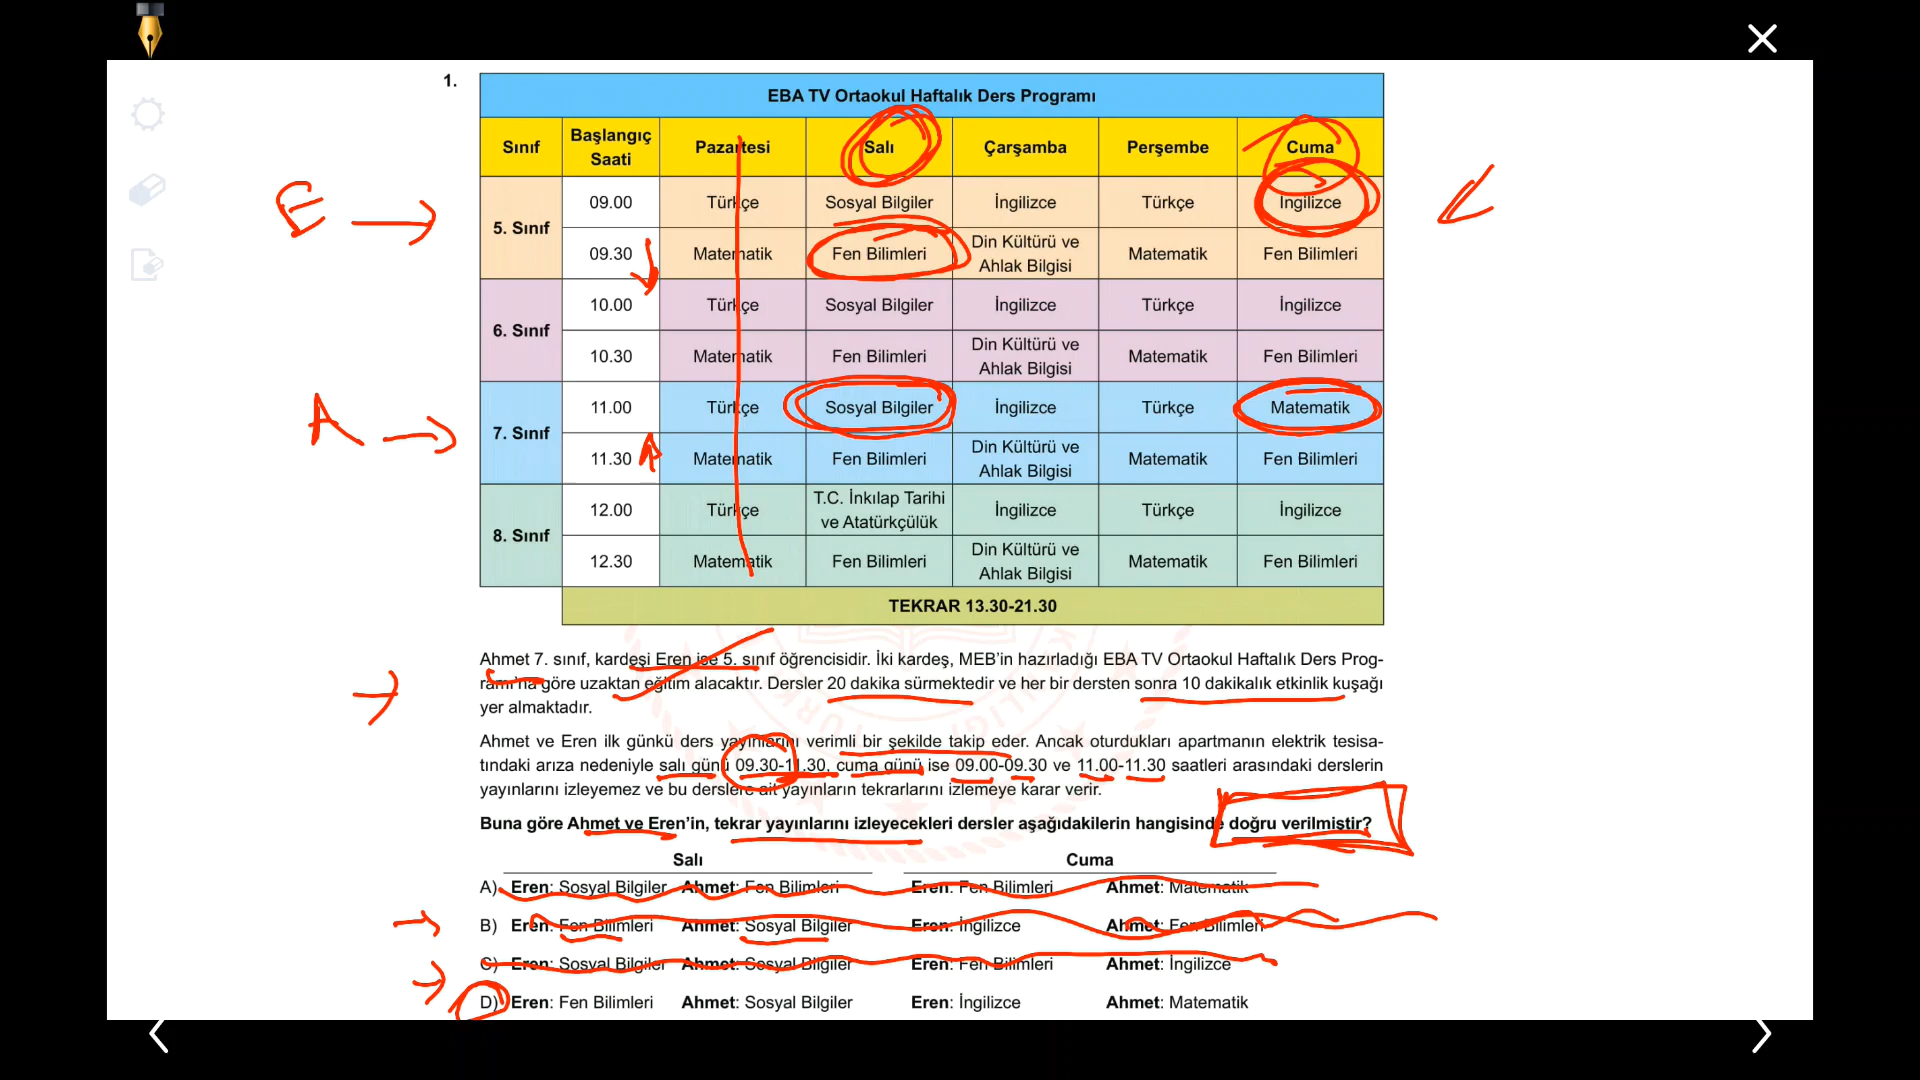 1.
EBA TV Ortaokul Haftalık Ders Programı
Sınıf Başlangıç Saati Pazartesi Salı Çarşamba Perşembe Cuma
5. Sınıf 09.00 Türkçe Sosyal Bilgiler İngilizce Türkçe İngilizce
09.30 Matematik Fen Bilimleri Din Kültürü ve Ahlak Bilgisi Matematik Fen Bilimleri
6. Sınıf 10.00 Türkçe Sosyal Bilgiler İngilizce Türkçe İngilizce
10.30 Matematik Fen Bilimleri Din Kültürü ve Ahlak Bilgisi Matematik Fen Bilimleri
7. Sınıf 11.00 Türkçe Sosyal Bilgiler İngilizce Türkçe Matematik
11.30 Matematik Fen Bilimleri Din Kültürü ve Ahlak Bilgisi Matematik Fen Bilimleri
8. Sınıf 12.00 Türkçe T.C. İnkılap Tarihi ve Atatürkçülük İngilizce Türkçe İngilizce
12.30 Matematik Fen Bilimleri Din Kültürü ve Ahlak Bilgisi Matematik Fen Bilimleri
TEKRAR 13.30-21.30
E
A
Ahmet 7. sınıf, kardeşi Eren ise 5. sınıf öğrencisidir. İki kardeş, MEB'in hazırladığı EBA TV Ortaokul Haftalık Ders Prog-
ramı'na göre uzaktan eğitim alacaktır. Dersler 20 dakika sürmektedir ve her bir dersten sonra 10 dakikalık etkinlik kuşağı
yer almaktadır.
Ahmet ve Eren ilk günkü ders yayınlarını verimli bir şekilde takip eder. Ancak oturdukları apartmanın elektrik tesisa-
tındaki arıza nedeniyle salı günü 09.30-11.30, cuma günü ise 09.00-09.30 ve 11.00-11.30 saatleri arasındaki derslerin
yayınlarını izleyemez ve bu derslere ait yayınların tekrarlarını izlemeye karar verir.
Buna göre Ahmet ve Eren'in, tekrar yayınlarını izleyecekleri dersler aşağıdakilerin hangisinde doğru verilmiştir?
Salı Cuma
A) Eren: Sosyal Bilgiler Ahmet: Fen Bilimleri Eren: Fen Bilimleri Ahmet: Matematik
B) Eren: Fen Bilimleri Ahmet: Sosyal Bilgiler Eren: İngilizce Ahmet: Fen Bilimleri
C) Eren: Sosyal Bilgiler Ahmet: Sosyal Bilgiler Eren: Fen Bilimleri Ahmet: İngilizce
D) Eren: Fen Bilimleri Ahmet: Sosyal Bilgiler Eren: İngilizce Ahmet: Matematik